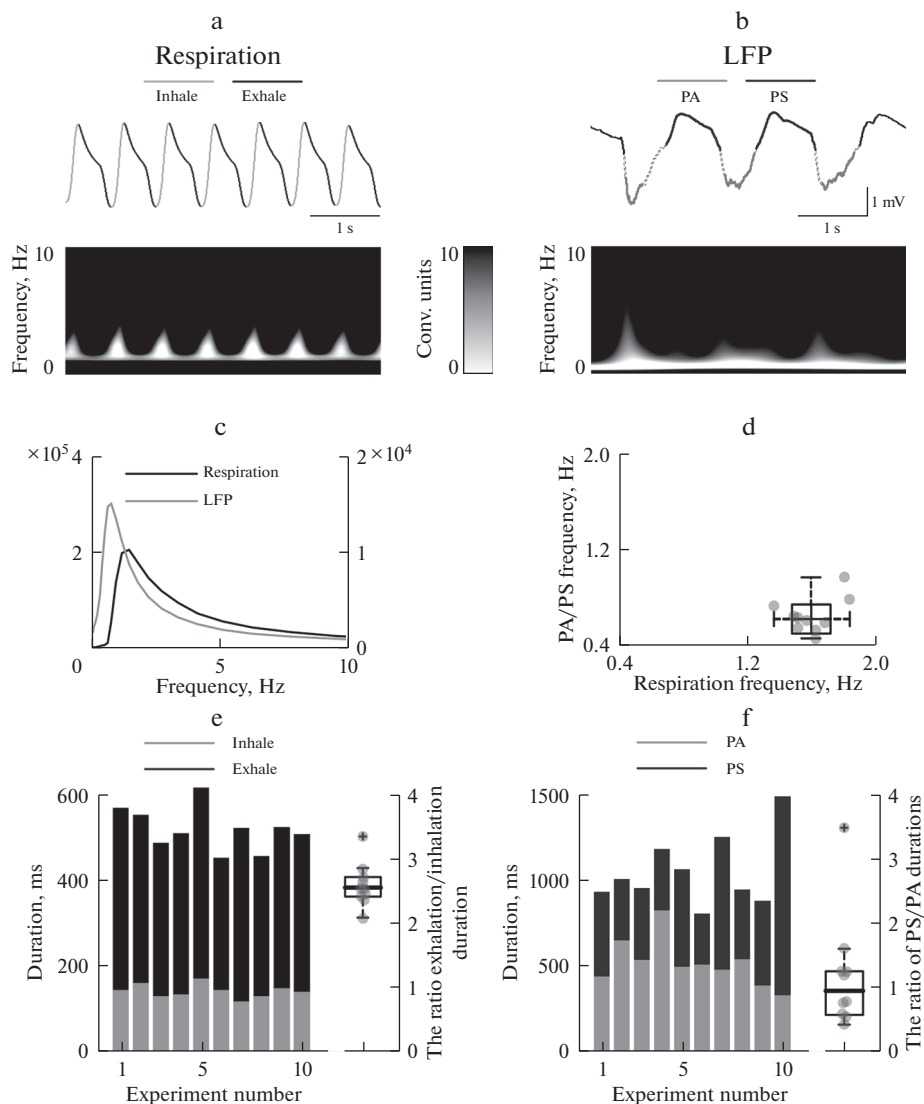 a
Respiration
Inhale
Exhale
1 s
10
Frequency, Hz
0
10
Conv. units
0
b
LFP
PA
PS
1 mV
1 s
10
Frequency, Hz
0
c
×10⁵ 4
2 ×10⁴
Respiration
LFP
2
1
0
5
10
0
Frequency, Hz
d
2.0
PA/PS frequency, Hz
1.2
0.4
0.4
1.2
2.0
Respiration frequency, Hz
e
Inhale
Exhale
600
400
200
0
Duration, ms
1
5
10
Experiment number
4
3
2
1
0
The ratio exhalation/inhalation
duration
f
PA
PS
1500
1000
500
0
Duration, ms
1
5
10
Experiment number
4
3
2
1
0
The ratio of PS/PA durations